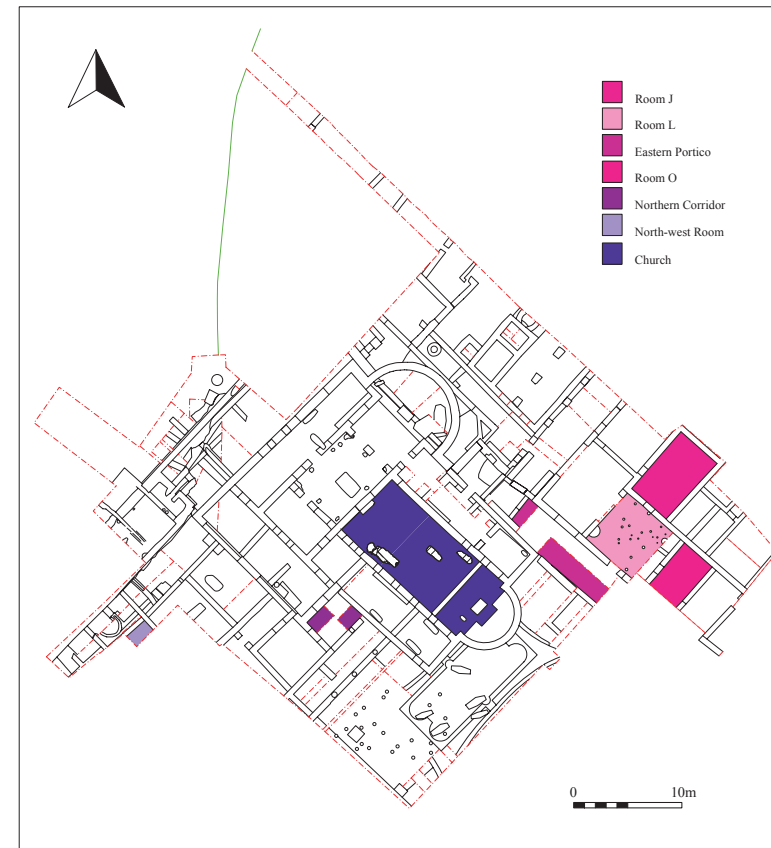 Room J
Room L
Eastern Portico
Room O
Northern Corridor
North-west Room
Church
0 10m